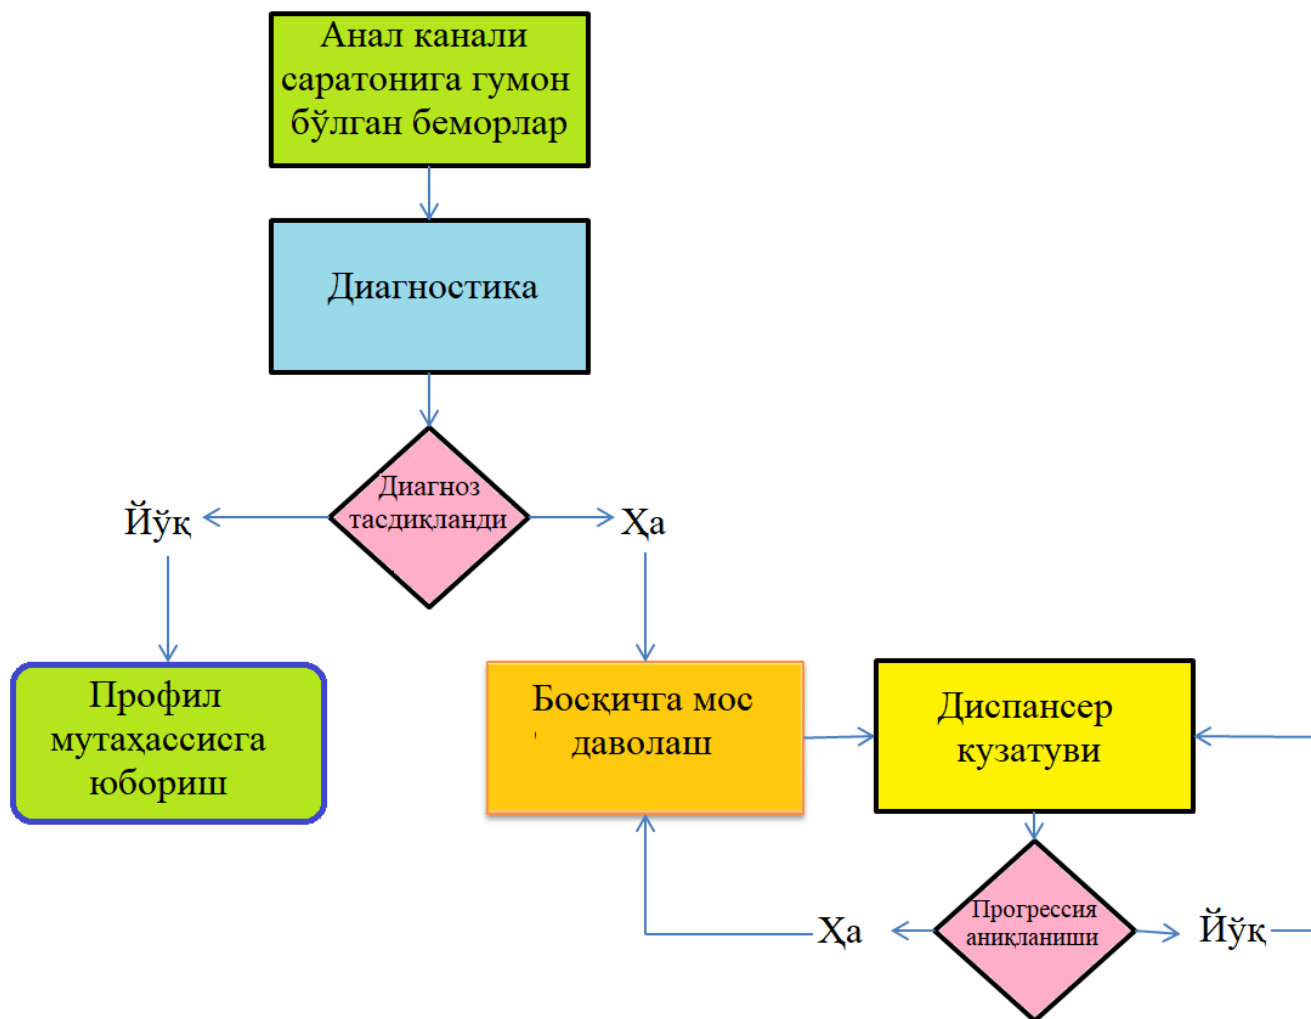 Анал канали
саратонига гумон
бўлган беморлар
Диагностика
Диагноз
тасдиқланди
Йўқ
Ҳа
Профил
мутаҳассисга
юбориш
Босқичга мос
даволаш
Диспансер
кузатуви
Прогрессия
аниқланиши
Ҳа
Йўқ